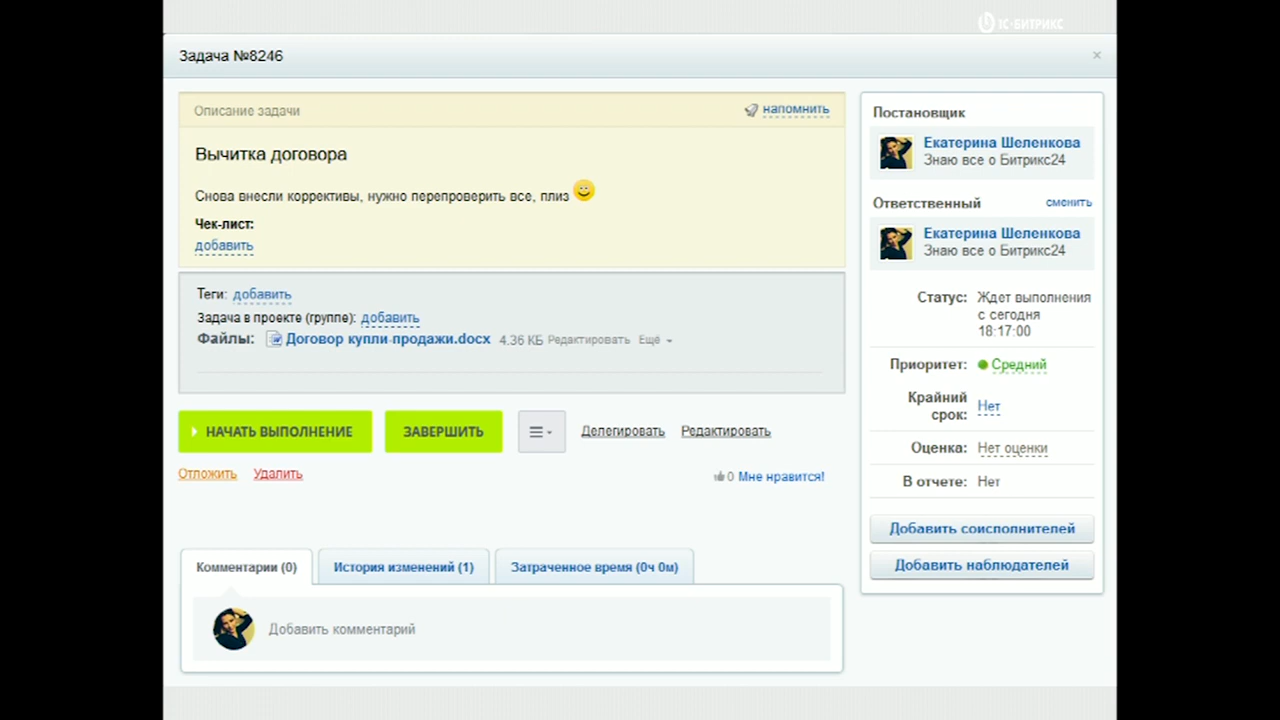 1С·БИТРИКС
Задача №8246
Описание задачи
напомнить
Вычитка договора
Снова внесли коррективы, нужно перепроверить все, плиз
Чек-лист:
добавить
Теги: добавить
Задача в проекте (группе): добавить
Файлы: Договор купли-продажи.docx 4.36 КБ Редактировать Ещё
НАЧАТЬ ВЫПОЛНЕНИЕ
ЗАВЕРШИТЬ
Делегировать
Редактировать
Отложить
Удалить
0 Мне нравится!
Комментарии (0)
История изменений (1)
Затраченное время (0ч 0м)
Добавить комментарий
Постановщик
Екатерина Шеленкова
Знаю все о Битрикс24
Ответственный
сменить
Екатерина Шеленкова
Знаю все о Битрикс24
Статус: Ждет выполнения
с сегодня
18:17:00
Приоритет: Средний
Крайний
срок: Нет
Оценка: Нет оценки
В отчете: Нет
Добавить соисполнителей
Добавить наблюдателей